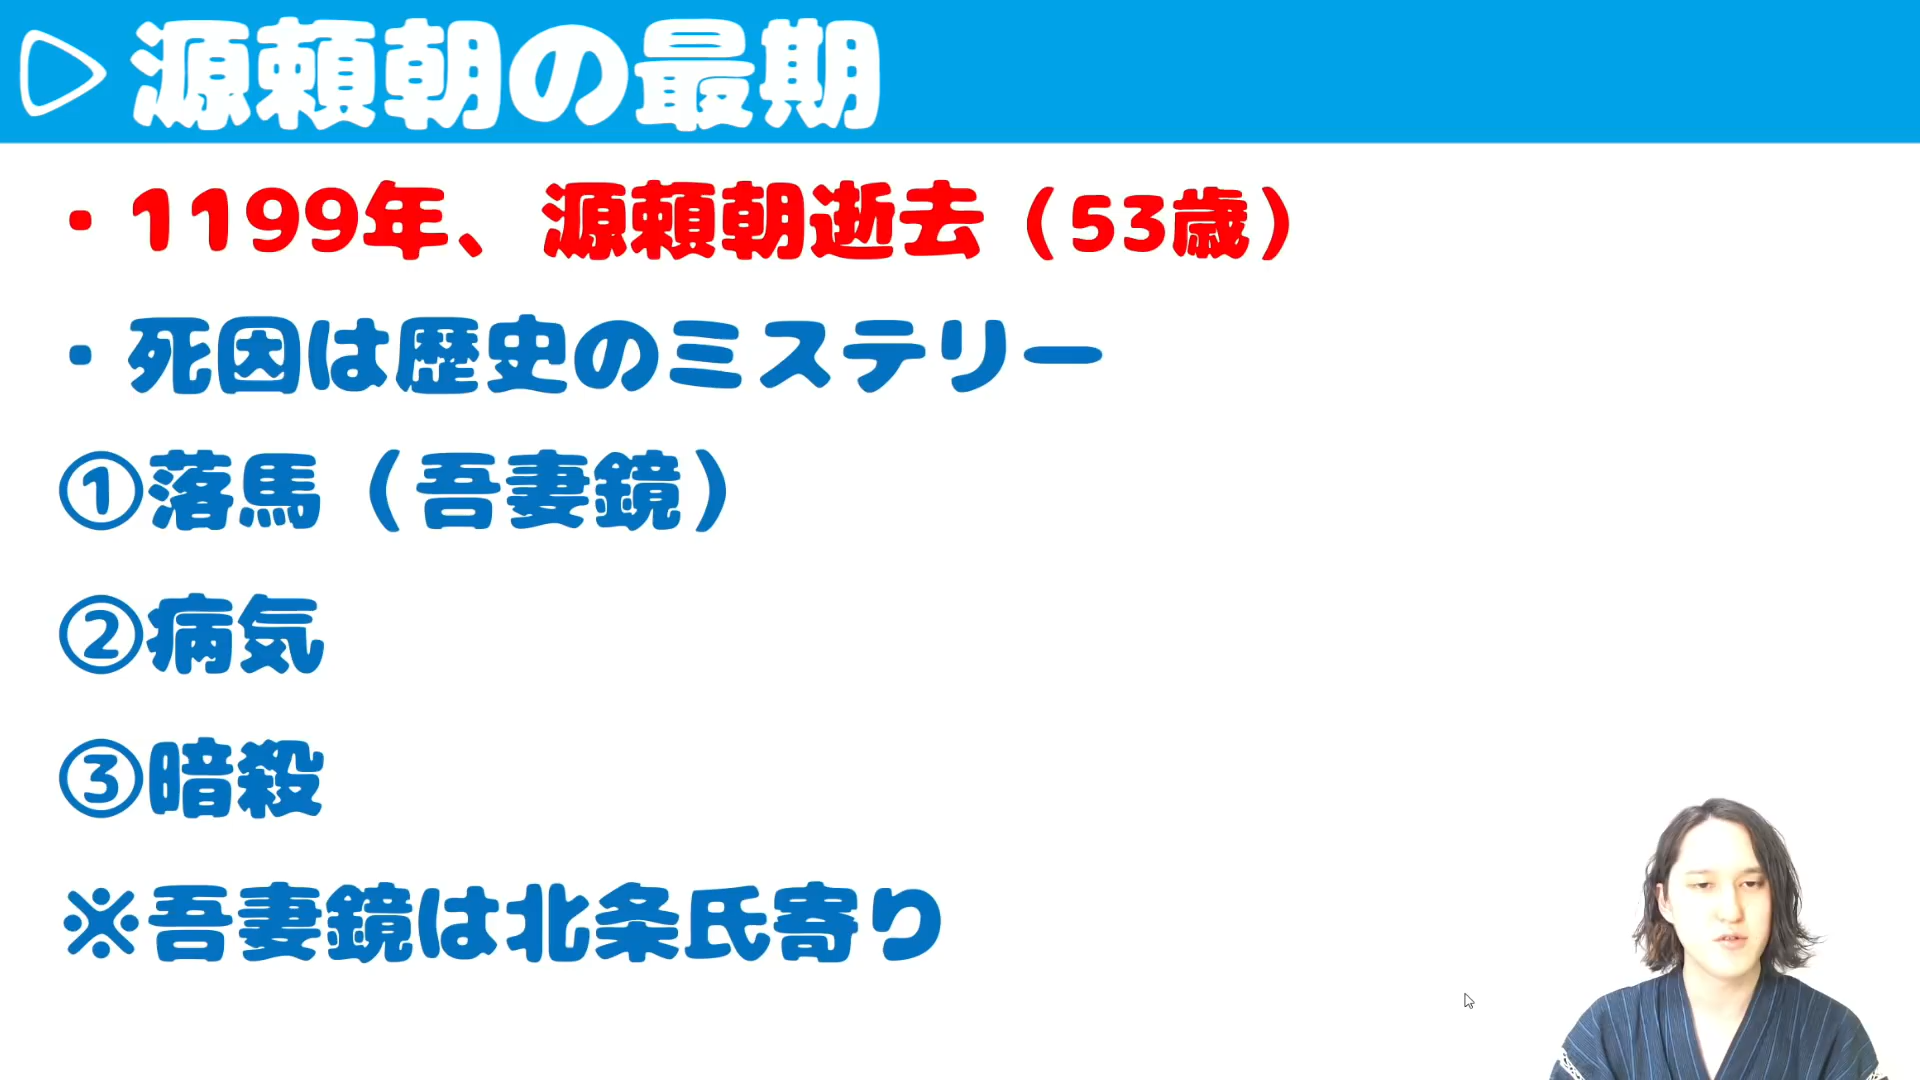 源頼朝の最期
・1199年、源頼朝逝去（53歳）
・死因は歴史のミステリー
①落馬（吾妻鏡）
②病気
③暗殺
※吾妻鏡は北条氏寄り